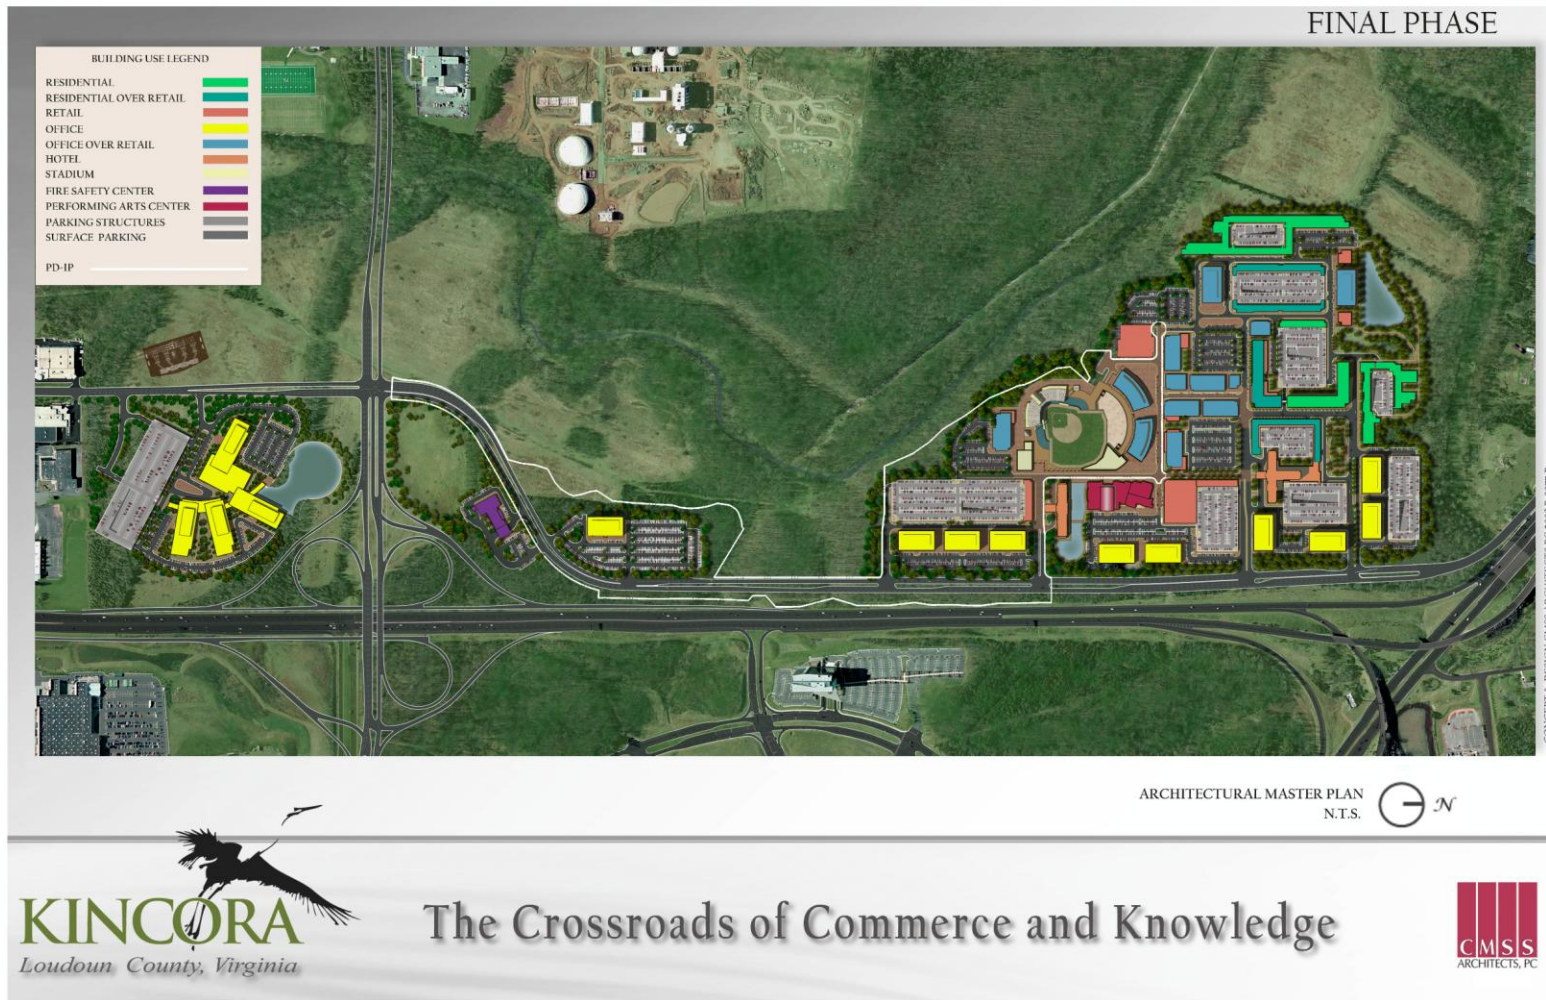 FINAL PHASE
BUILDING USE LEGEND
RESIDENTIAL
RESIDENTIAL OVER RETAIL
RETAIL
OFFICE
OFFICE OVER RETAIL
HOTEL
STADIUM
FIRE SAFETY CENTER
PERFORMING ARTS CENTER
PARKING STRUCTURES
SURFACE PARKING
PD-IP
ARCHITECTURAL MASTER PLAN
N.T.S.
N
KINCORA
Loudoun County, Virginia
The Crossroads of Commerce and Knowledge
CMSS
ARCHITECTS, PC